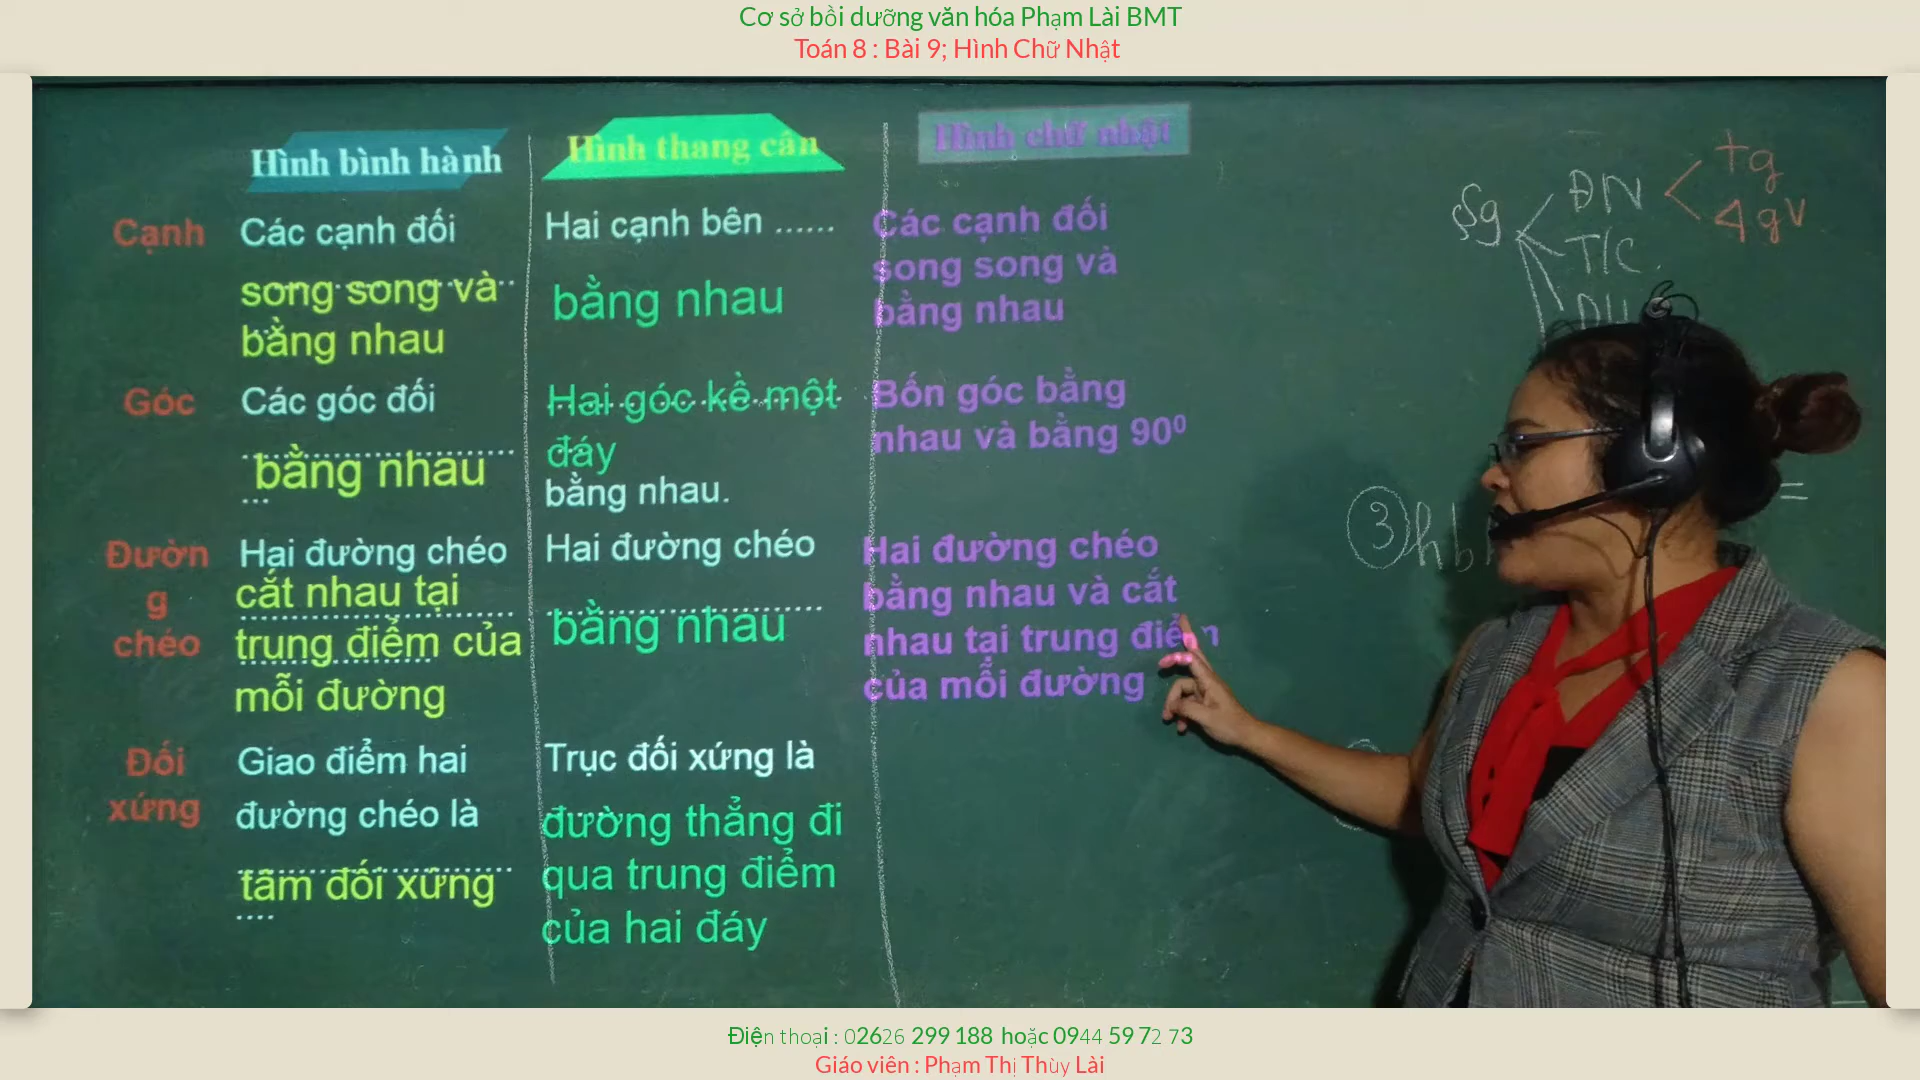 Cơ sở bồi dưỡng văn hóa Phạm Lài BMT
Toán 8 : Bài 9; Hình Chữ Nhật
Hình bình hành
Hình thang cân
Hình chữ nhật
Cạnh
Các cạnh đối
song song và
bằng nhau
Hai cạnh bên ......
bằng nhau
Các cạnh đối
song song và
bằng nhau
Góc
Các góc đối
bằng nhau
Hai góc kề một
đáy
bằng nhau.
Bốn góc bằng
nhau và bằng 90⁰
Đườn
g
chéo
Hai đường chéo
cắt nhau tại
trung điểm của
mỗi đường
Hai đường chéo
bằng nhau
Hai đường chéo
bằng nhau và cắt
nhau tại trung điểm
của mỗi đường
Đối
xứng
Giao điểm hai
đường chéo là
tâm đối xứng
Trục đối xứng là
đường thẳng đi
qua trung điểm
của hai đáy
ĐN
tg
4 gV
T/C
3 hb
=
Điện thoại : 02626 299 188 hoặc 0944 59 72 73
Giáo viên : Phạm Thị Thùy Lài